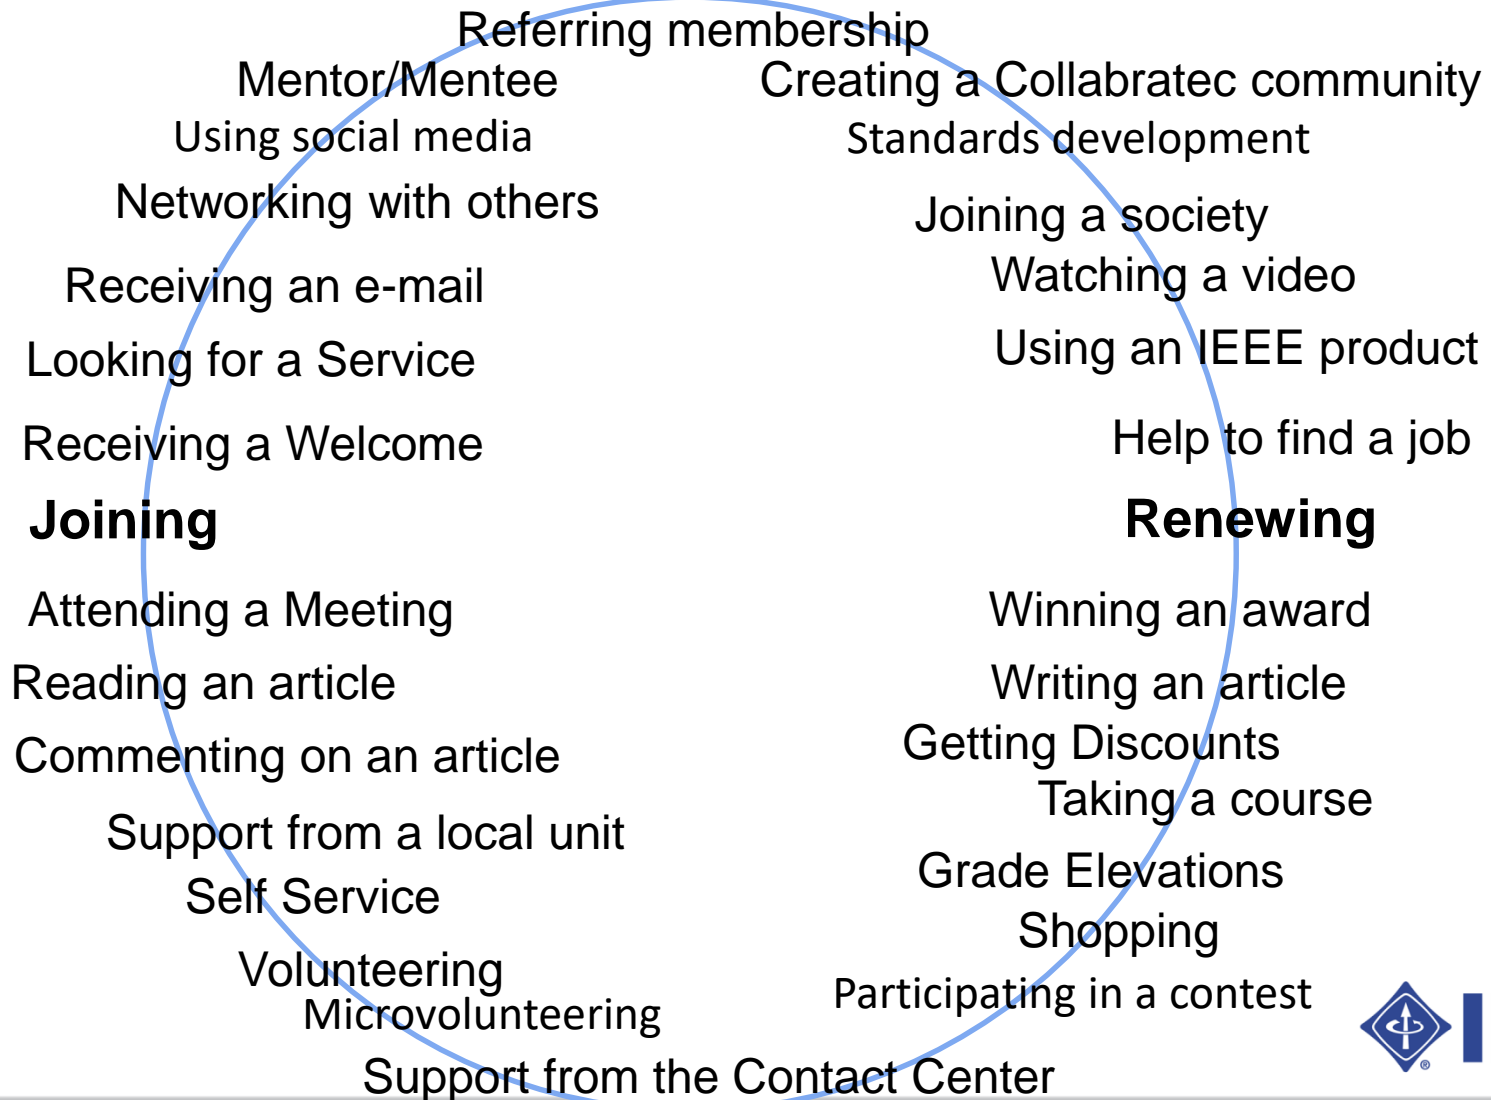 Referring membership
Mentor/Mentee
Creating a Collabratec community
Using social media
Standards development
Networking with others
Joining a society
Receiving an e-mail
Watching a video
Looking for a Service
Using an IEEE product
Receiving a Welcome
Help to find a job
Joining
Renewing
Attending a Meeting
Winning an award
Reading an article
Writing an article
Commenting on an article
Getting Discounts
Taking a course
Support from a local unit
Grade Elevations
Self Service
Shopping
Volunteering
Participating in a contest
Microvolunteering
Support from the Contact Center
I
®